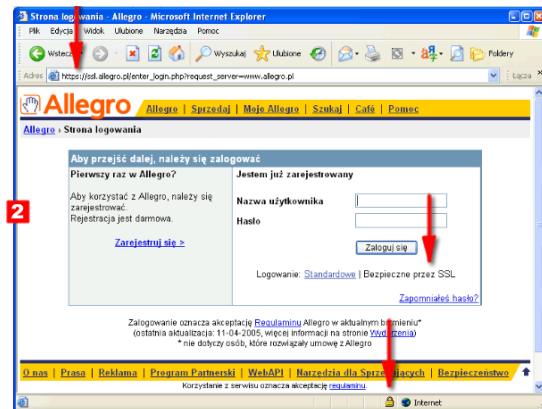 Strona logowania - Allegro - Microsoft Internet Explorer
Plik Edycja Widok Ulubione Narzędzia Pomoc
Wstecz Wyszukaj Ulubione Foldery
Adres https://ssl.allegro.pl/enter_login.php?request_server=www.allegro.pl Łącza
Allegro Allegro | Sprzedaj | Moje Allegro | Szukaj | Café | Pomoc
Allegro › Strona logowania
Aby przejść dalej, należy się zalogować
Pierwszy raz w Allegro?
Aby korzystać z Allegro, należy się
zarejestrować.
Rejestracja jest darmowa.
Zarejestruj się >
Jestem już zarejestrowany
Nazwa użytkownika
Hasło
Zaloguj się
Logowanie: Standardowe | Bezpieczne przez SSL
Zapomniałeś hasło?
2
Zalogowanie oznacza akceptację Regulaminu Allegro w aktualnym brzmieniu*
(ostatnia aktualizacja: 11-04-2005, więcej informacji na stronie Wydarzenia)
* nie dotyczy osób, które rozwiązały umowę z Allegro
O nas | Prasa | Reklama | Program Partnerski | WebAPI | Narzędzia dla Sprzedających | Bezpieczeństwo
Korzystanie z serwisu oznacza akceptację regulaminu.
Internet